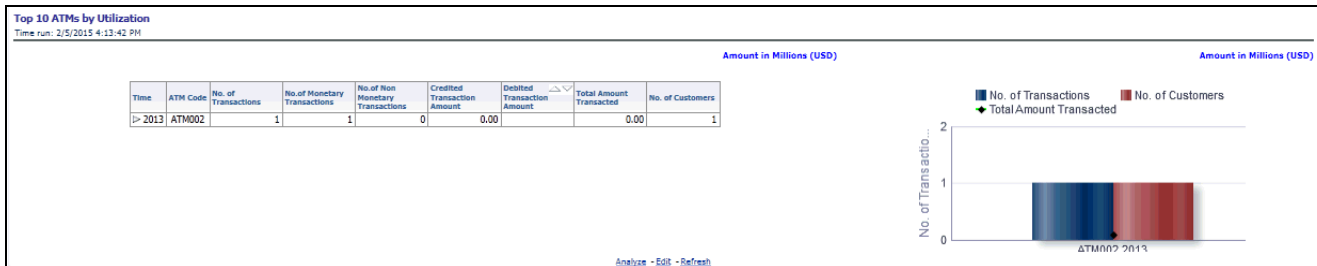 Top 10 ATMs by Utilization
Time run: 2/5/2015 4:13:42 PM
Amount in Millions (USD)
Amount in Millions (USD)
Time ATM Code No. of Transactions No.of Monetary Transactions No.of Non Monetary Transactions Credited Transaction Amount Debited Transaction Amount Total Amount Transacted No. of Customers
2013 ATM002 1 1 0 0.00 0.00 1
No. of Transactions No. of Customers
Total Amount Transacted
No. of Transactio...
2
1
0
ATM002 2013
Analyze - Edit - Refresh